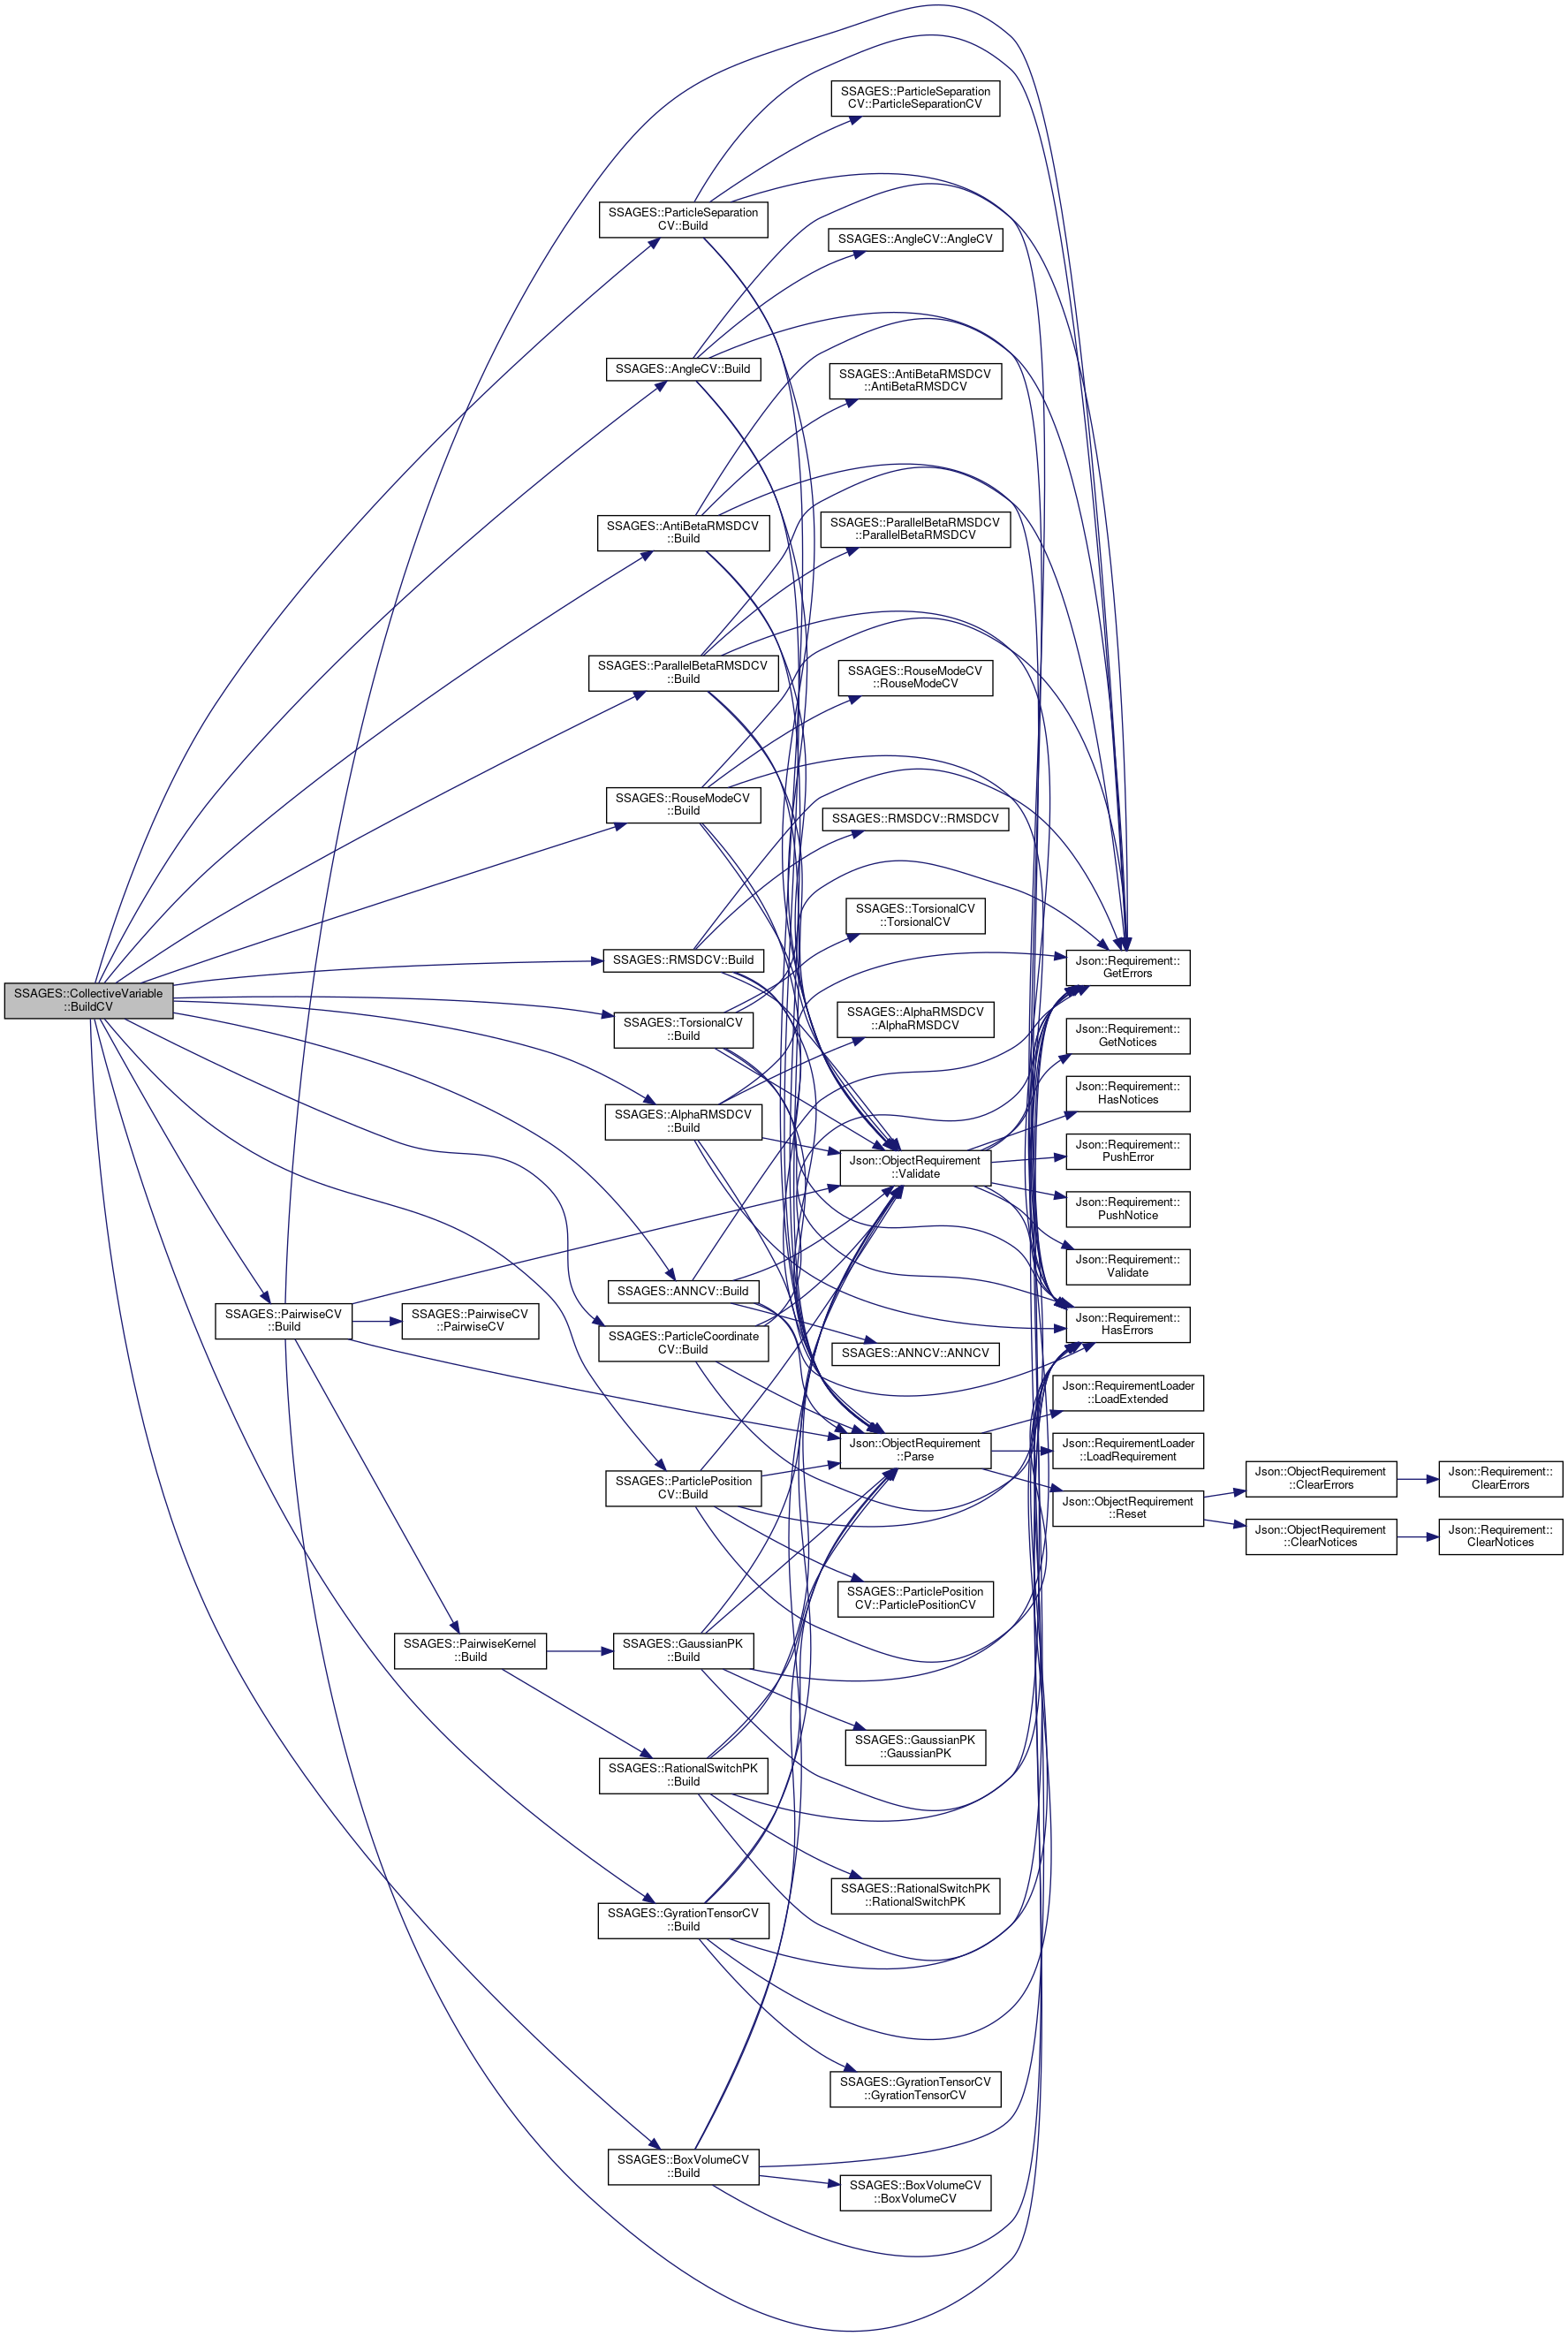 SSAGES::CollectiveVariable
::BuildCV
SSAGES::PairwiseCV
::Build
SSAGES::PairwiseCV
::PairwiseCV
SSAGES::PairwiseKernel
::Build
SSAGES::ParticleSeparation
CV::Build
SSAGES::AngleCV::Build
SSAGES::AntiBetaRMSDCV
::Build
SSAGES::ParallelBetaRMSDCV
::Build
SSAGES::RouseModeCV
::Build
SSAGES::RMSDCV::Build
SSAGES::TorsionalCV
::Build
SSAGES::AlphaRMSDCV
::Build
SSAGES::ANNCV::Build
SSAGES::ParticleCoordinate
CV::Build
SSAGES::ParticlePosition
CV::Build
SSAGES::GaussianPK
::Build
SSAGES::RationalSwitchPK
::Build
SSAGES::GyrationTensorCV
::Build
SSAGES::BoxVolumeCV
::Build
SSAGES::ParticleSeparation
CV::ParticleSeparationCV
SSAGES::AngleCV::AngleCV
SSAGES::AntiBetaRMSDCV
::AntiBetaRMSDCV
SSAGES::ParallelBetaRMSDCV
::ParallelBetaRMSDCV
SSAGES::RouseModeCV
::RouseModeCV
SSAGES::RMSDCV::RMSDCV
SSAGES::TorsionalCV
::TorsionalCV
SSAGES::AlphaRMSDCV
::AlphaRMSDCV
Json::ObjectRequirement
::Validate
SSAGES::ANNCV::ANNCV
Json::ObjectRequirement
::Parse
SSAGES::ParticlePosition
CV::ParticlePositionCV
SSAGES::GaussianPK
::GaussianPK
SSAGES::RationalSwitchPK
::RationalSwitchPK
SSAGES::GyrationTensorCV
::GyrationTensorCV
SSAGES::BoxVolumeCV
::BoxVolumeCV
Json::Requirement::
GetErrors
Json::Requirement::
GetNotices
Json::Requirement::
HasNotices
Json::Requirement::
PushError
Json::Requirement::
PushNotice
Json::Requirement::
Validate
Json::Requirement::
HasErrors
Json::RequirementLoader
::LoadExtended
Json::RequirementLoader
::LoadRequirement
Json::ObjectRequirement
::Reset
Json::ObjectRequirement
::ClearErrors
Json::ObjectRequirement
::ClearNotices
Json::Requirement::
ClearErrors
Json::Requirement::
ClearNotices